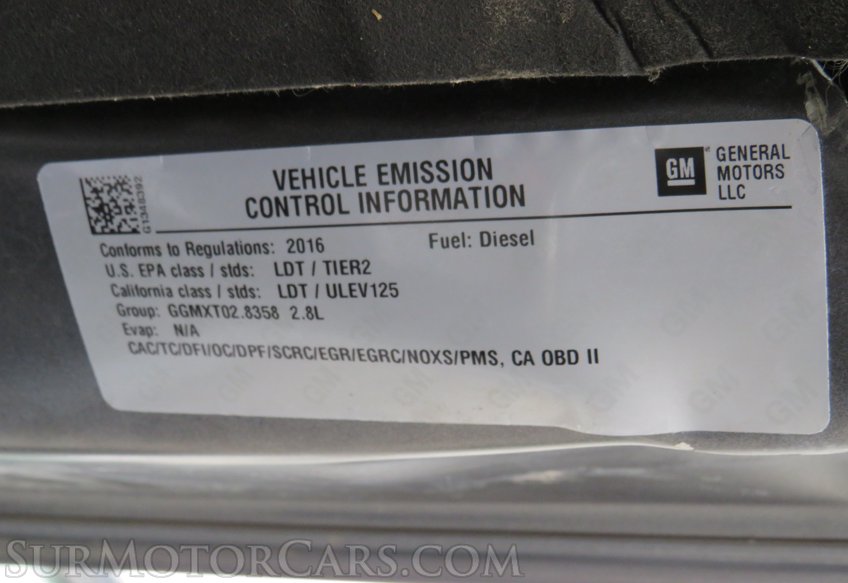 VEHICLE EMISSION
CONTROL INFORMATION
GM
GENERAL
MOTORS
LLC
G1348392
Conforms to Regulations: 2016 Fuel: Diesel
U.S. EPA class / stds: LDT / TIER2
California class / stds: LDT / ULEV125
Group: GGMXT02.8358 2.8L
Evap: N/A
CAC/TC/DFI/OC/DPF/SCRC/EGR/EGRC/NOXS/PMS, CA OBD II
SurMotorCars.com